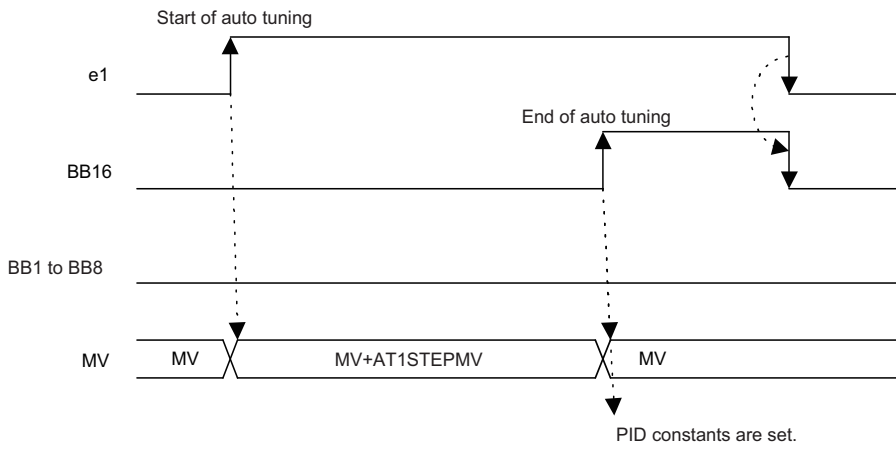 Start of auto tuning
e1
End of auto tuning
BB16
BB1 to BB8
MV MV MV+AT1STEPMV MV
PID constants are set.